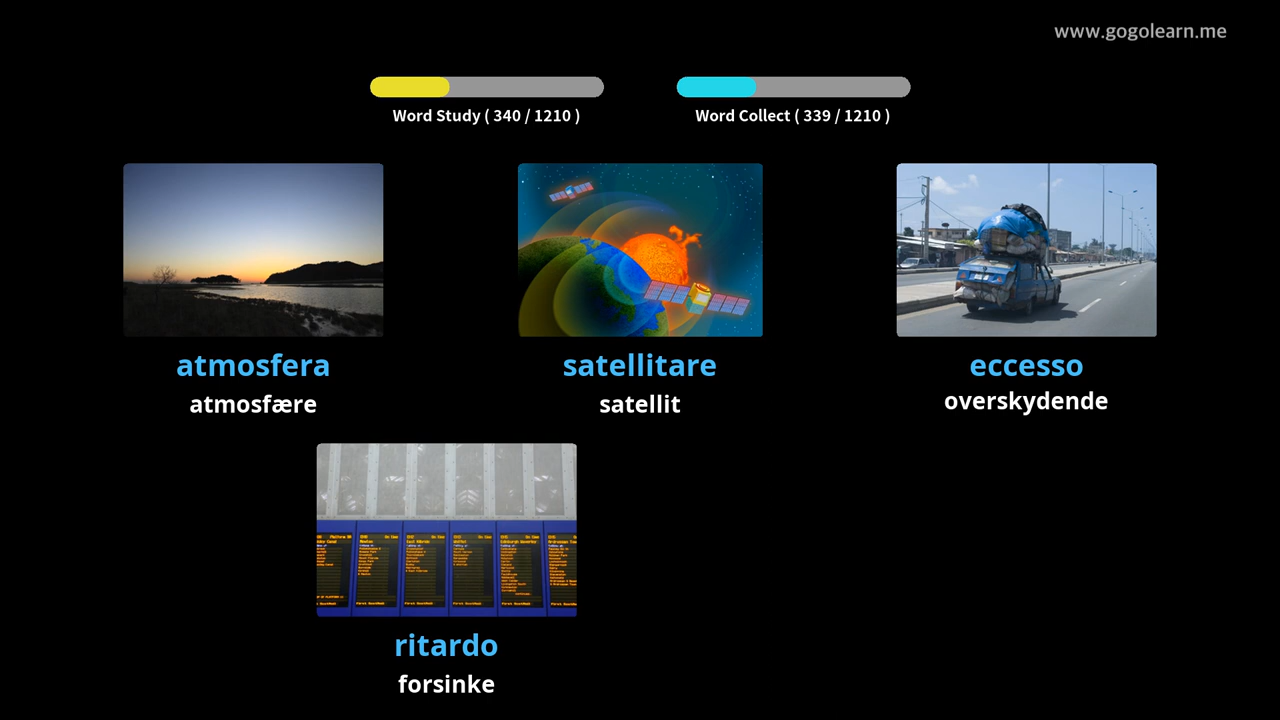 www.gogolearn.me
Word Study ( 340 / 1210 )
Word Collect ( 339 / 1210 )
atmosfera
atmosfære
satellitare
satellit
eccesso
overskydende
ritardo
forsinke